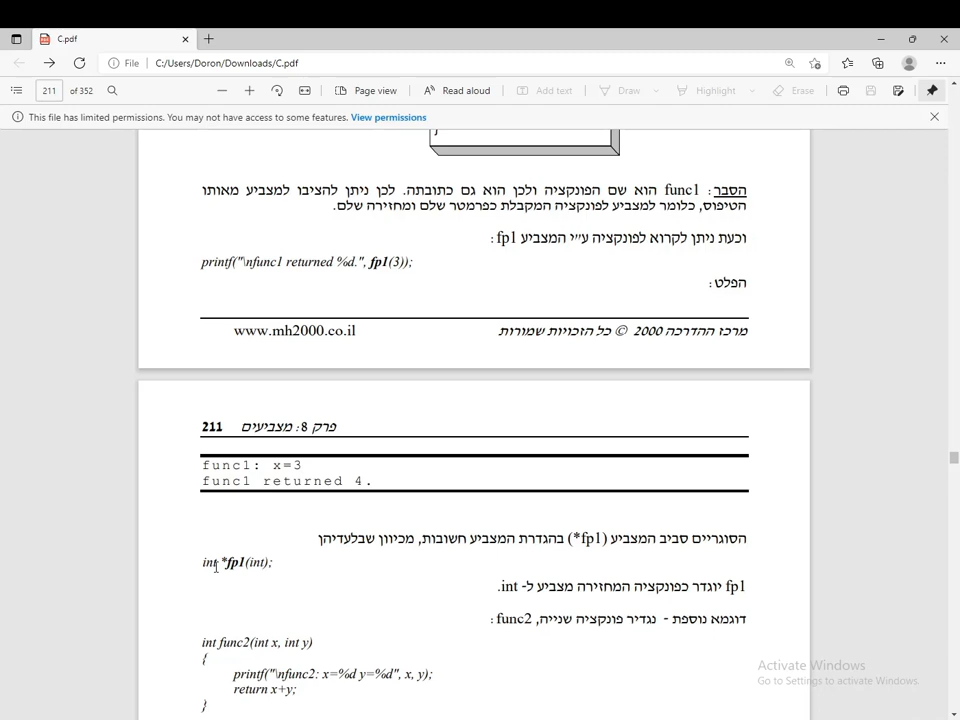 C.pdf
File C:/Users/Doron/Downloads/C.pdf
211 of 352 Page view Read aloud Add text Draw Highlight Erase
This file has limited permissions. You may not have access to some features. View permissions
}
הסבר: func1 הוא שם הפונקציה ולכן הוא גם כתובתה. לכן ניתן להציבו למצביע מאותו
הטיפוס, כלומר למצביע לפונקציה המקבלת כפרמטר שלם ומחזירה שלם.
וכעת ניתן לקרוא לפונקציה ע״י המצביע fp1:
printf("\nfunc1 returned %d.", fp1(3));
הפלט:
מרכז ההדרכה 2000 © כל הזכויות שמורות www.mh2000.co.il
פרק 8: מצביעים 211
func1: x=3
func1 returned 4.
הסוגריים סביב המצביע (*fp1) בהגדרת המצביע חשובות, מכיוון שבלעדיהן
int *fp1(int);
fp1 יוגדר כפונקציה המחזירה מצביע ל- int.
דוגמא נוספת - נגדיר פונקציה שנייה, func2:
int func2(int x, int y)
{
printf("\nfunc2: x=%d y=%d", x, y);
return x+y;
}
Activate Windows
Go to Settings to activate Windows.